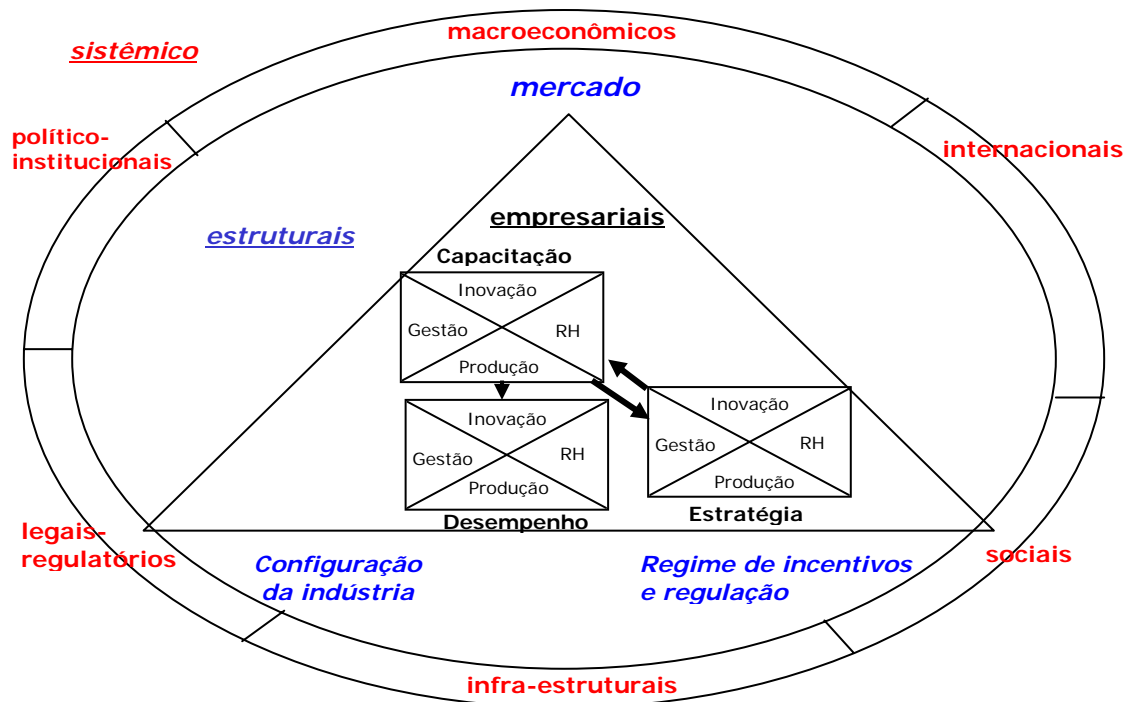 macroeconômicos
sistêmico
mercado
político-
institucionais
internacionais
estruturais
empresariais
Capacitação
Inovação
Gestão
RH
Produção
Inovação
Gestão
RH
Produção
Desempenho
Inovação
Gestão
RH
Produção
Estratégia
legais-
regulatórios
Configuração
da indústria
Regime de incentivos
e regulação
sociais
infra-estruturais